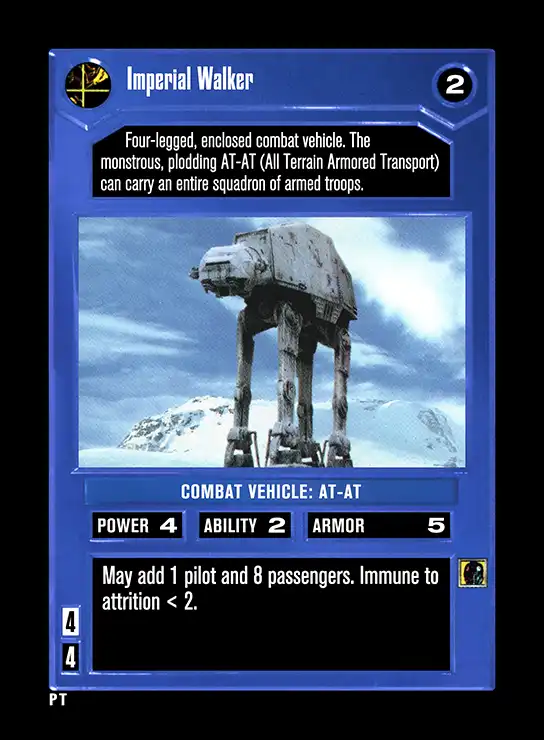 Imperial Walker
2
Four-legged, enclosed combat vehicle. The
monstrous, plodding AT-AT (All Terrain Armored Transport)
can carry an entire squadron of armed troops.
COMBAT VEHICLE: AT-AT
POWER 4 ABILITY 2 ARMOR 5
May add 1 pilot and 8 passengers. Immune to
attrition < 2.
4
4
PT